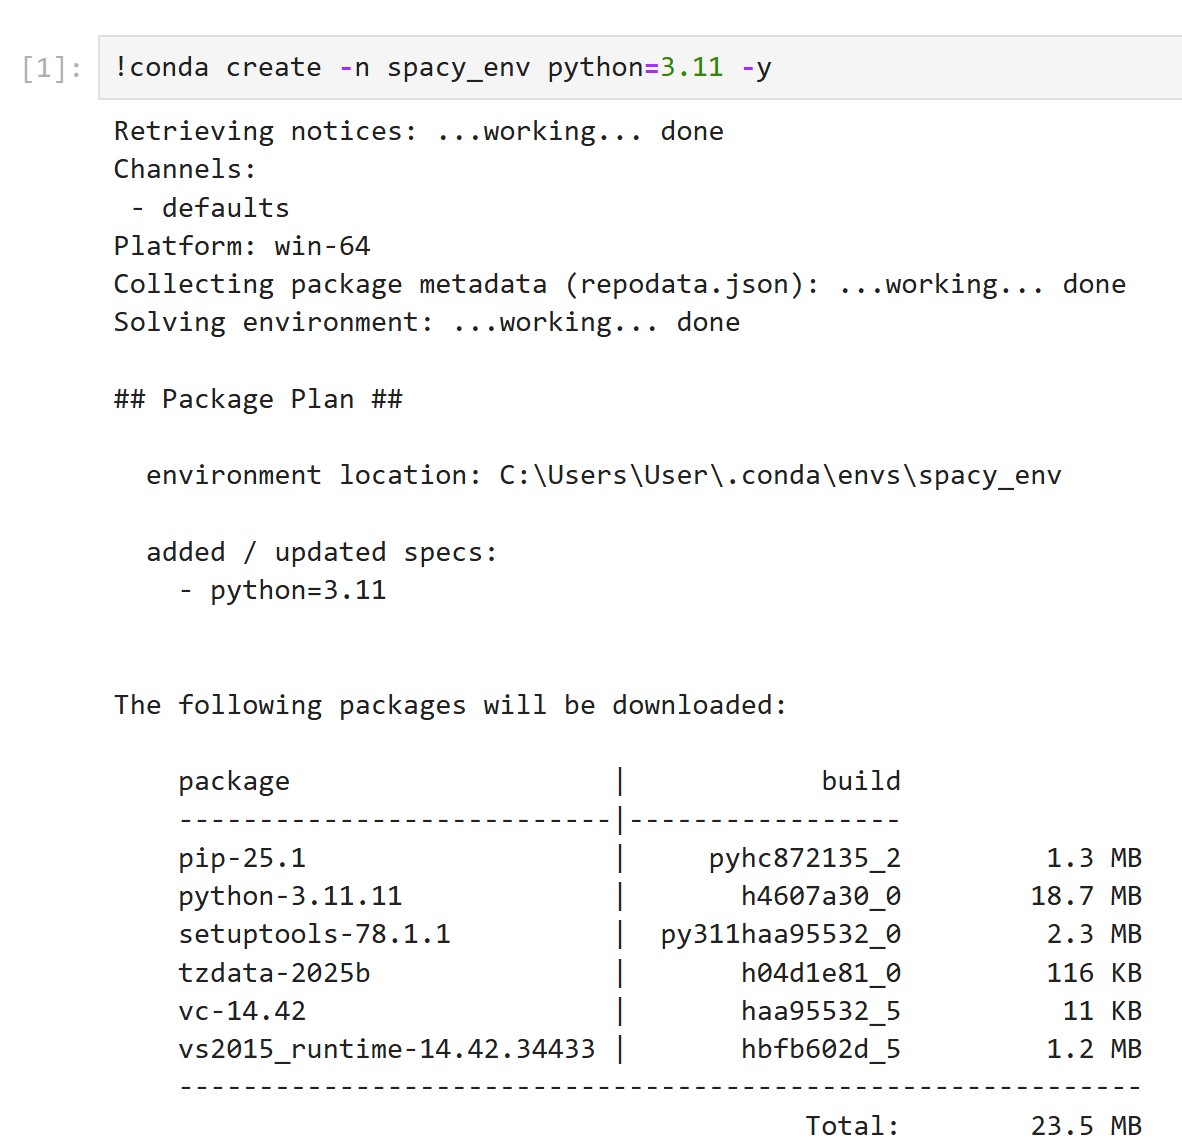 [1]: !conda create -n spacy_env python=3.11 -y
Retrieving notices: ...working... done
Channels:
 - defaults
Platform: win-64
Collecting package metadata (repodata.json): ...working... done
Solving environment: ...working... done
## Package Plan ##
  environment location: C:\Users\User\.conda\envs\spacy_env
  added / updated specs:
    - python=3.11
The following packages will be downloaded:
    package                    |            build
    ---------------------------|-----------------
    pip-25.1                   |     pyhc872135_2         1.3 MB
    python-3.11.11             |       h4607a30_0        18.7 MB
    setuptools-78.1.1          |  py311haa95532_0         2.3 MB
    tzdata-2025b               |       h04d1e81_0         116 KB
    vc-14.42                   |       haa95532_5          11 KB
    vs2015_runtime-14.42.34433 |       hbfb602d_5         1.2 MB
    ------------------------------------------------------------
                                           Total:        23.5 MB